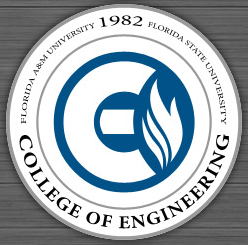 FLORIDA A&M UNIVERSITY 1982 FLORIDA STATE UNIVERSITY
COLLEGE OF ENGINEERING